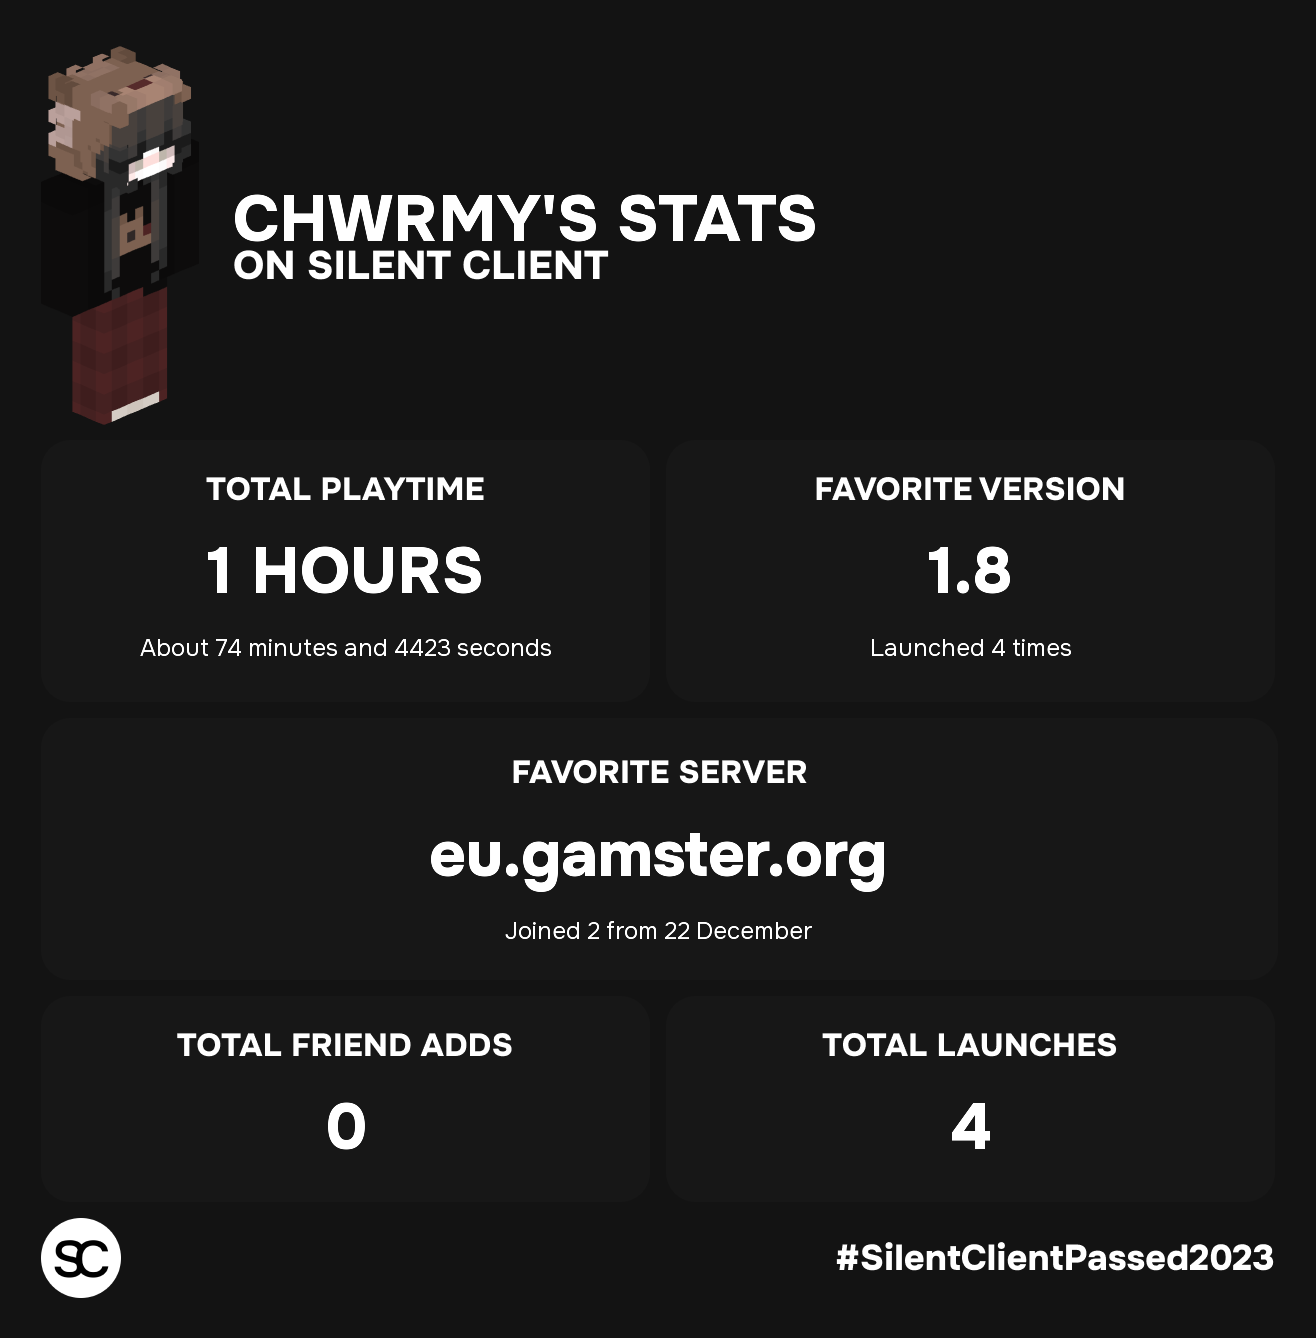 CHWRMY'S STATS
ON SILENT CLIENT
TOTAL PLAYTIME
1 HOURS
About 74 minutes and 4423 seconds
FAVORITE VERSION
1.8
Launched 4 times
FAVORITE SERVER
eu.gamster.org
Joined 2 from 22 December
TOTAL FRIEND ADDS
0
TOTAL LAUNCHES
4
SC
#SilentClientPassed2023